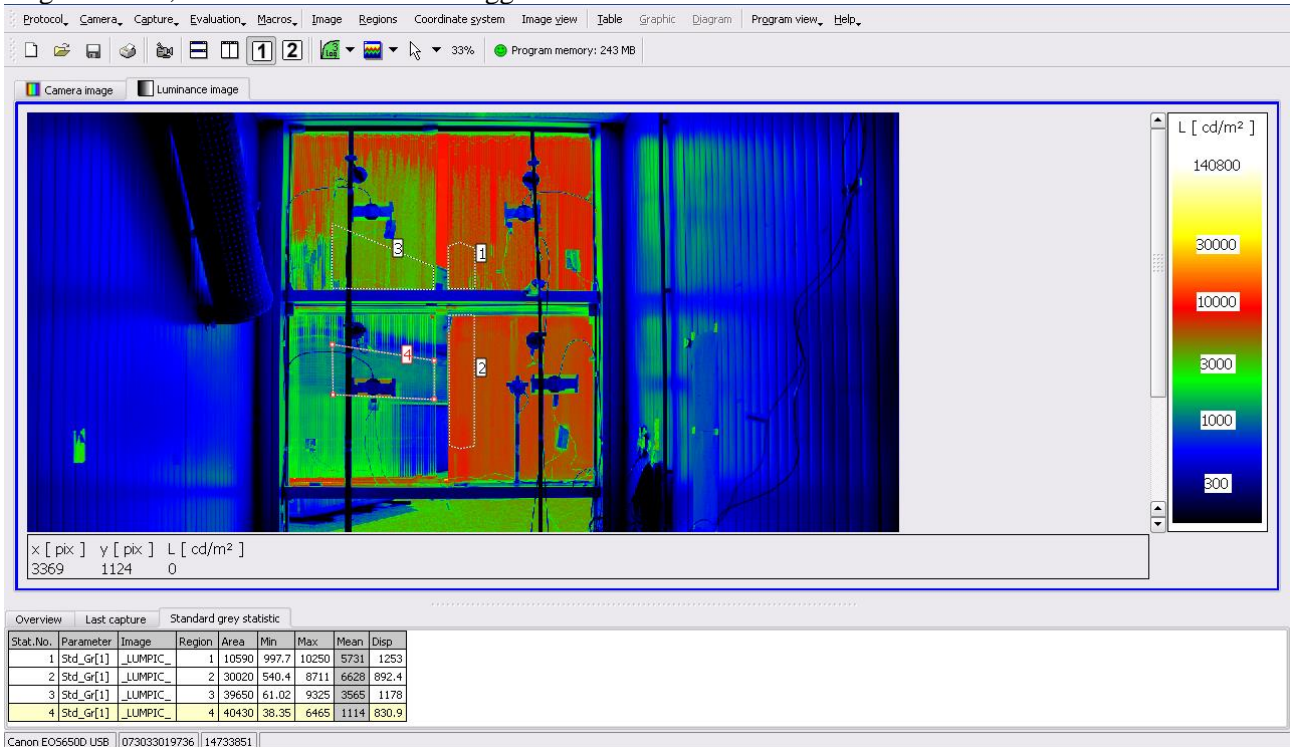 Protocol Camera Capture Evaluation Macros Image Regions Coordinate system Image view Table Graphic Diagram Program view Help
1 2 33% Program memory: 243 MB
Camera image Luminance image
L [ cd/m² ]
140800
30000
10000
3000
1000
300
3
1
4
2
x [ pix ] y [ pix ] L [ cd/m² ]
3369 1124 0
Overview Last capture Standard grey statistic
Stat.No. Parameter Image Region Area Min Max Mean Disp
1 Std_Gr[1] _LUMPIC_ 1 10590 997.7 10250 5731 1253
2 Std_Gr[1] _LUMPIC_ 2 30020 540.4 8711 6628 892.4
3 Std_Gr[1] _LUMPIC_ 3 39650 61.02 9325 3565 1178
4 Std_Gr[1] _LUMPIC_ 4 40430 38.35 6465 1114 830.9
Canon EOS650D USB 073033019736 14733851